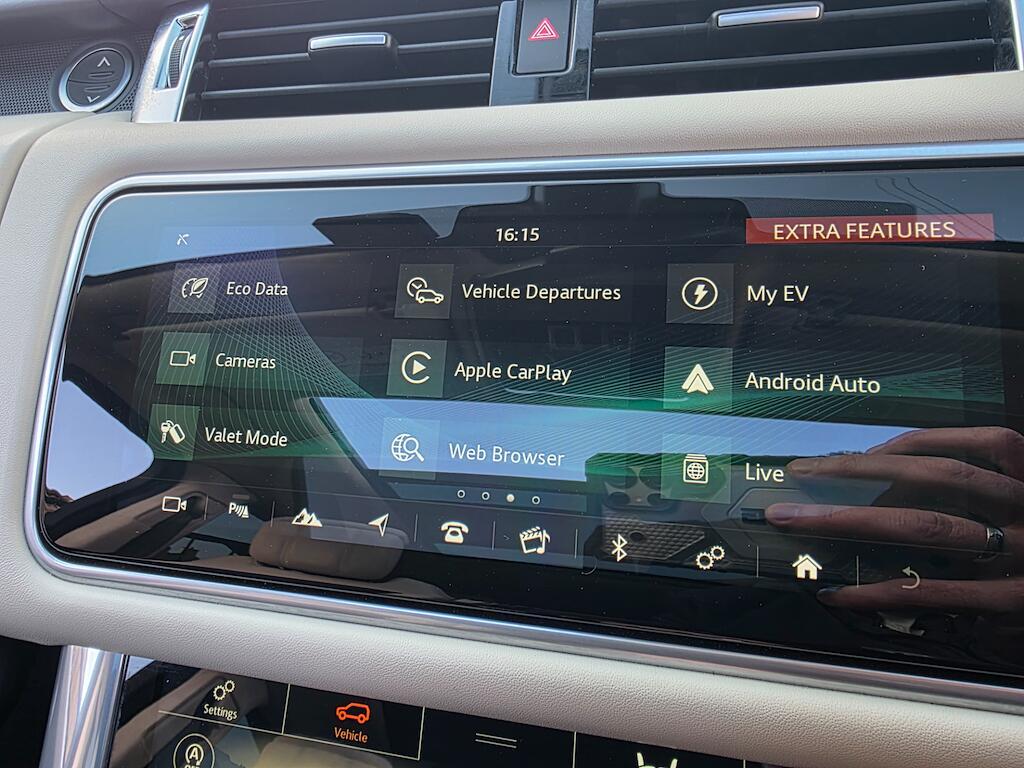 16:15
EXTRA FEATURES
Eco Data
Vehicle Departures
My EV
Cameras
Apple CarPlay
Android Auto
Valet Mode
Web Browser
Live
Settings
Vehicle